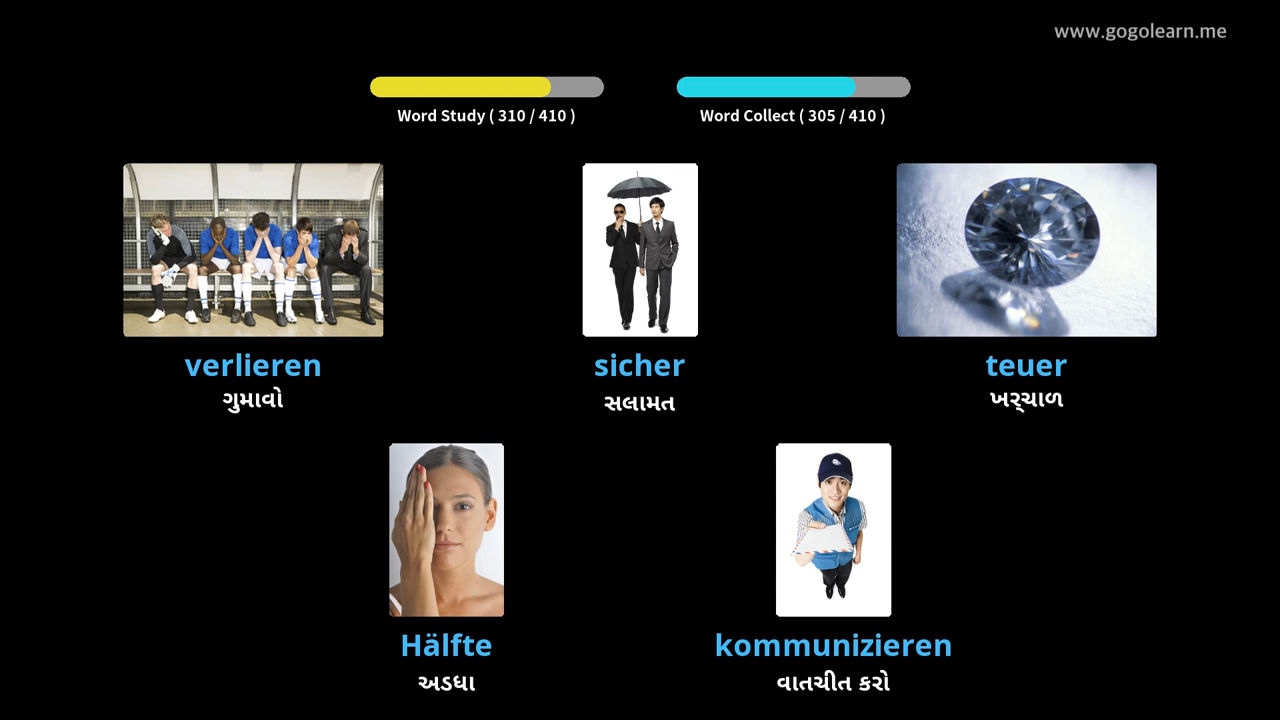 www.gogolearn.me
Word Study ( 310 / 410 )
Word Collect ( 305 / 410 )
verlieren
ગુમાવો
sicher
સલામત
teuer
ખર્ચાળ
Hälfte
અડધા
kommunizieren
વાતચીત કરો